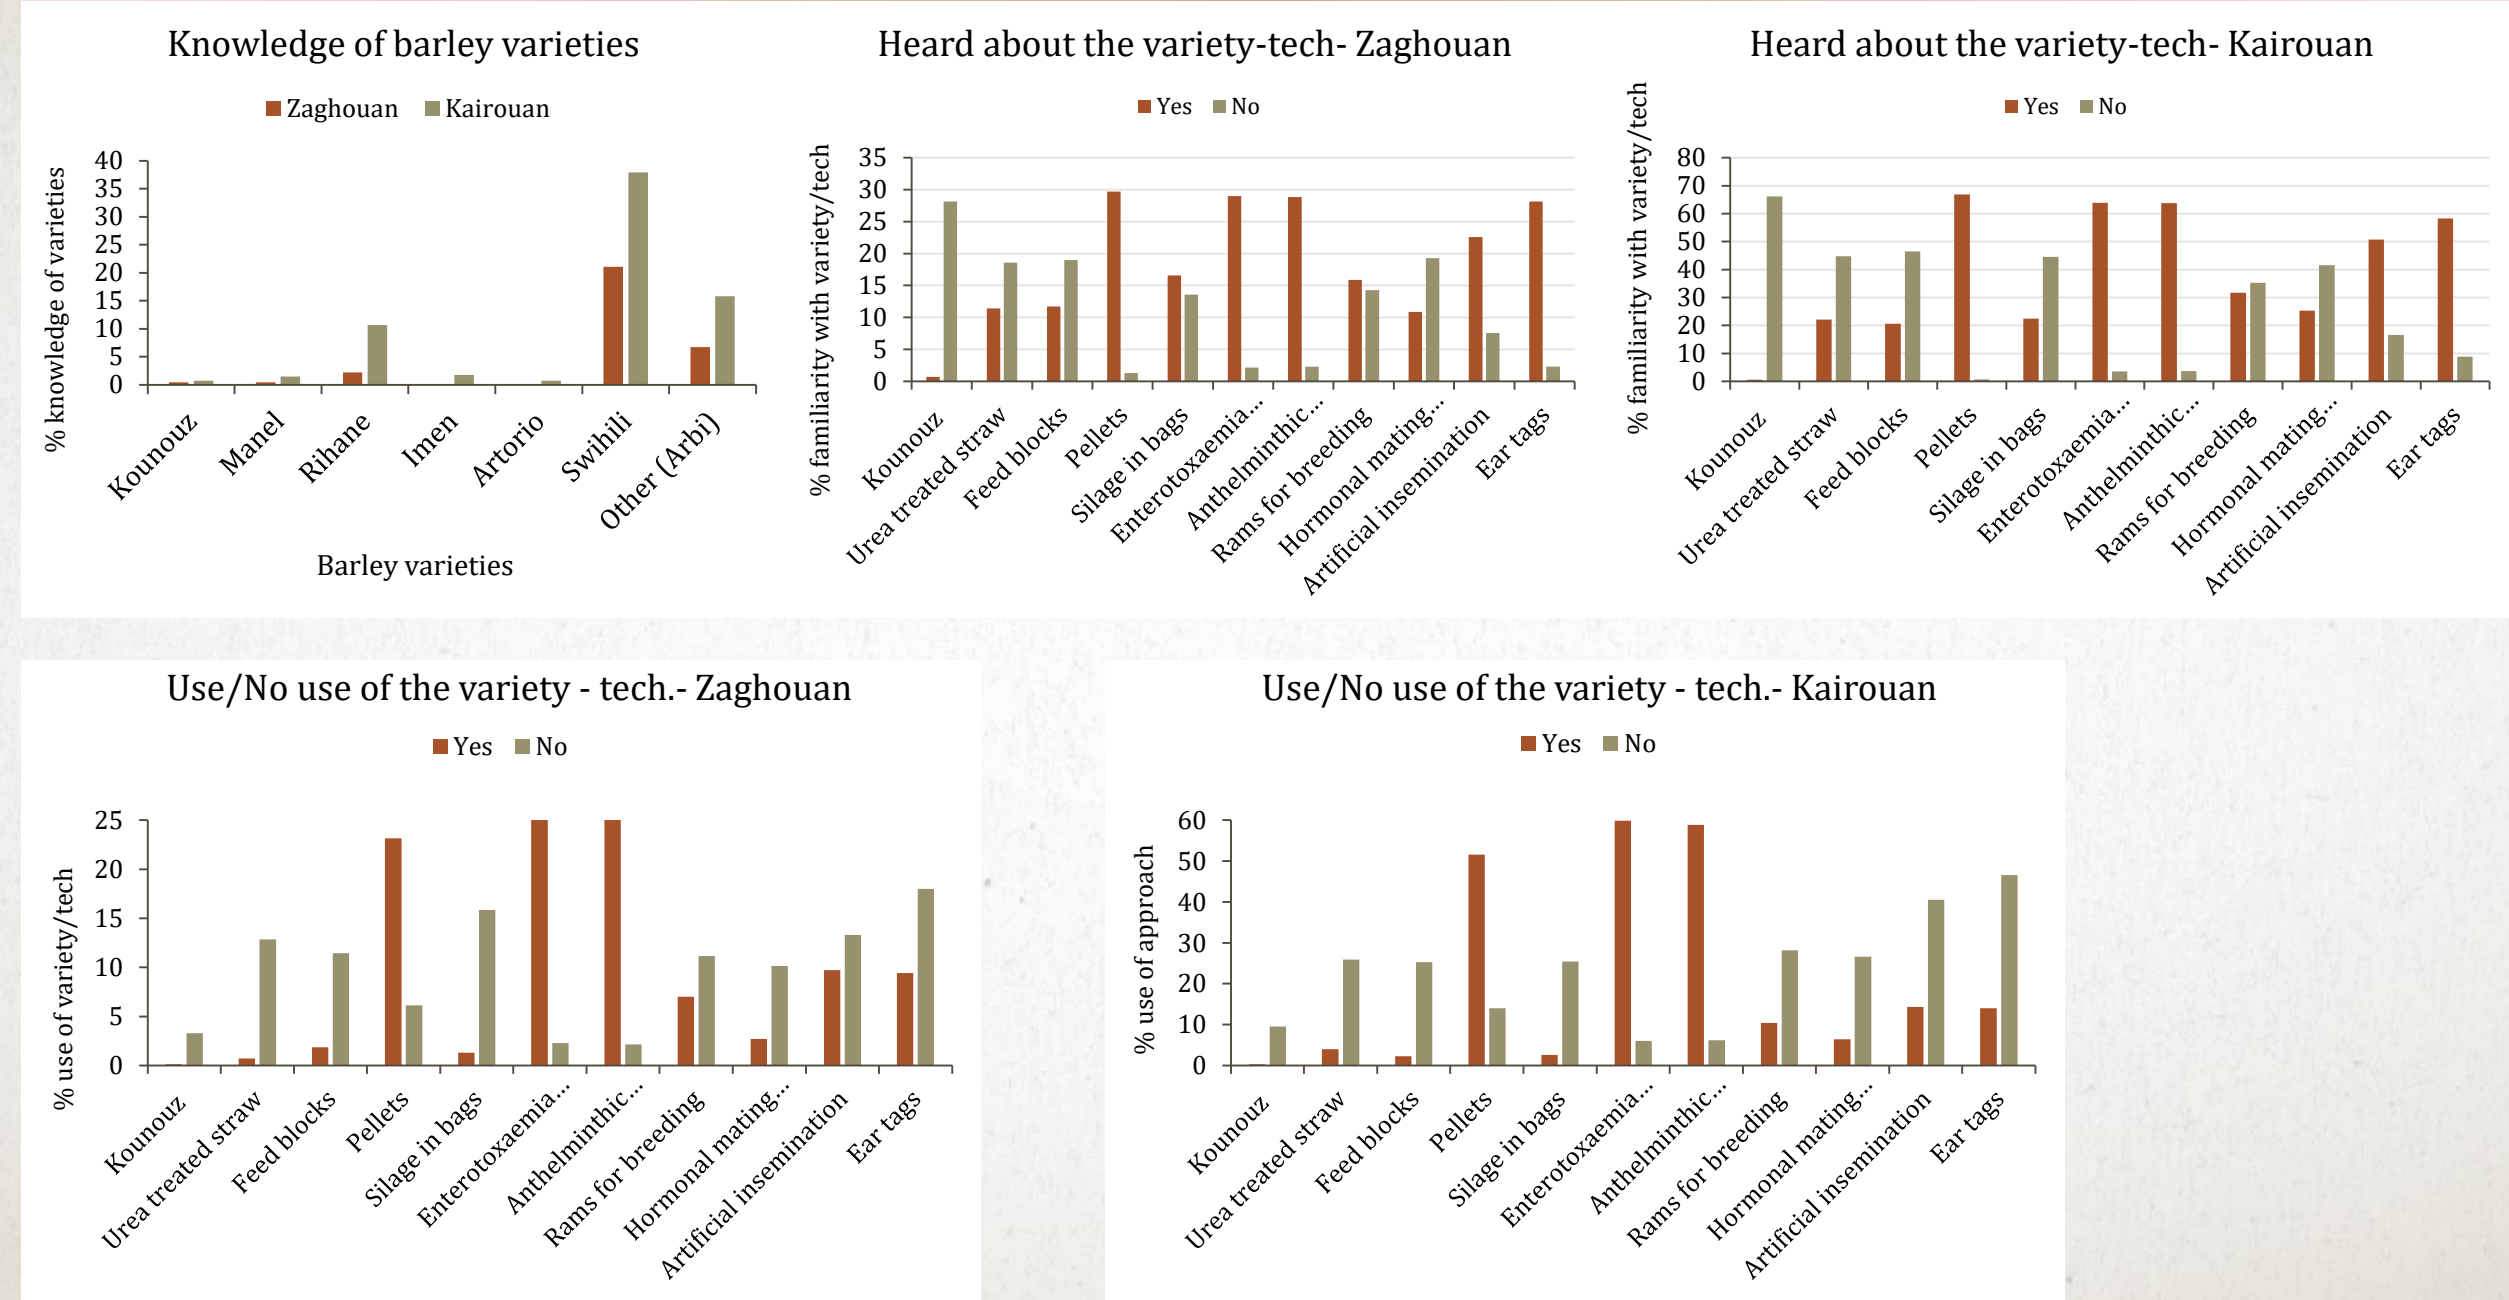 Knowledge of barley varieties
Zaghouan Kairouan
% knowledge of varieties
40
35
30
25
20
15
10
5
0
Kounouz
Manel
Rihane
Imen
Artorio
Swihili
Other (Arbi)
Barley varieties
Heard about the variety-tech- Zaghouan
Yes No
% familiarity with variety/tech
35
30
25
20
15
10
5
0
Kounouz
Urea treated straw
Feed blocks
Pellets
Silage in bags
Enterotoxaemia...
Anthelminthic...
Rams for breeding
Hormonal mating...
Artificial insemination
Ear tags
Heard about the variety-tech- Kairouan
Yes No
% familiarity with variety/tech
80
70
60
50
40
30
20
10
0
Kounouz
Urea treated straw
Feed blocks
Pellets
Silage in bags
Enterotoxaemia...
Anthelminthic...
Rams for breeding
Hormonal mating...
Artificial insemination
Ear tags
Use/No use of the variety - tech.- Zaghouan
Yes No
% use of variety/tech
25
20
15
10
5
0
Kounouz
Urea treated straw
Feed blocks
Pellets
Silage in bags
Enterotoxaemia...
Anthelminthic...
Rams for breeding
Hormonal mating...
Artificial insemination
Ear tags
Use/No use of the variety - tech.- Kairouan
Yes No
% use of approach
60
50
40
30
20
10
0
Kounouz
Urea treated straw
Feed blocks
Pellets
Silage in bags
Enterotoxaemia...
Anthelminthic...
Rams for breeding
Hormonal mating...
Artificial insemination
Ear tags